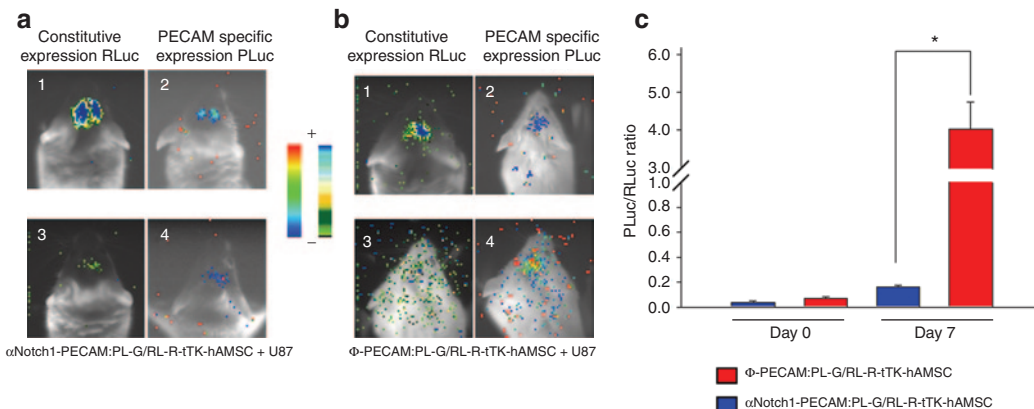 a
Constitutive
expression RLuc
PECAM specific
expression PLuc
1
2
3
4
αNotch1-PECAM:PL-G/RL-R-tTK-hAMSC + U87
+
−
b
Constitutive
expression RLuc
PECAM specific
expression PLuc
1
2
3
4
Φ-PECAM:PL-G/RL-R-tTK-hAMSC + U87
c
PLuc/RLuc ratio
6.0
5.0
4.0
3.0
1.0
0.8
0.6
0.4
0.2
0.0
*
Day 0
Day 7
Φ-PECAM:PL-G/RL-R-tTK-hAMSC
αNotch1-PECAM:PL-G/RL-R-tTK-hAMSC